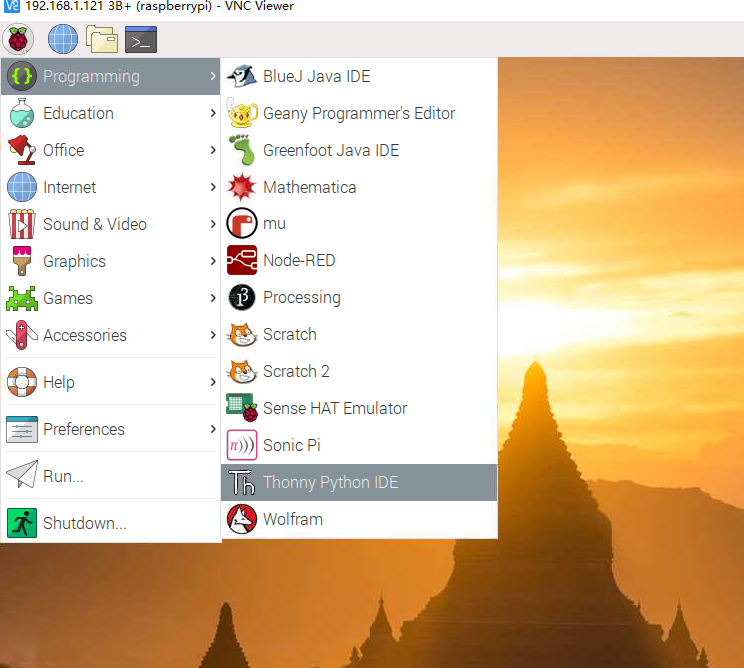 192.168.1.121 3B+ (raspberrypi) - VNC Viewer
Programming
Education
Office
Internet
Sound & Video
Graphics
Games
Accessories
Help
Preferences
Run...
Shutdown...
BlueJ Java IDE
Geany Programmer's Editor
Greenfoot Java IDE
Mathematica
mu
Node-RED
Processing
Scratch
Scratch 2
Sense HAT Emulator
Sonic Pi
Th Thonny Python IDE
Wolfram